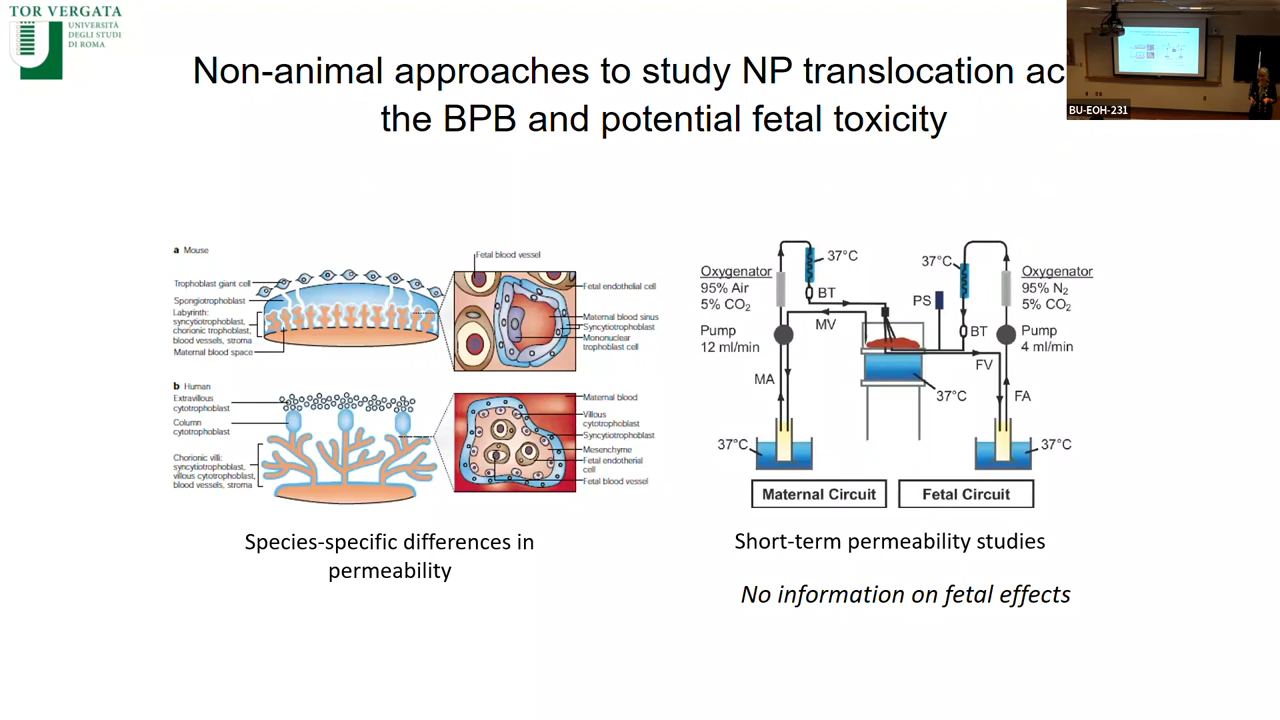 TOR VERGATA
UNIVERSITÀ
DEGLI STUDI
DI ROMA
Non-animal approaches to study NP translocation ac
the BPB and potential fetal toxicity
BU-EOH-231
a Mouse
Trophoblast giant cell
Spongiotrophoblast
Labyrinth:
syncytiotrophoblast,
chorionic trophoblast,
blood vessels, stroma
Maternal blood space
Fetal blood vessel
Fetal endothelial cell
Maternal blood sinus
Syncytiotrophoblast
Mononuclear
trophoblast cell
b Human
Extravillous
cytotrophoblast
Column
cytotrophoblast
Chorionic villi:
syncytiotrophoblast,
villous cytotrophoblast,
blood vessels, stroma
Maternal blood
Villous
cytotrophoblast
Syncytiotrophoblast
Mesenchyme
Fetal endotherial
cell
Fetal blood vessel
Species-specific differences in
permeability
Oxygenator
95% Air
5% CO₂
Pump
12 ml/min
37°C
BT
MV
MA
37°C
PS
37°C
BT
FV
FA
37°C
Oxygenator
95% N₂
5% CO₂
Pump
4 ml/min
37°C
Maternal Circuit
Fetal Circuit
Short-term permeability studies
No information on fetal effects